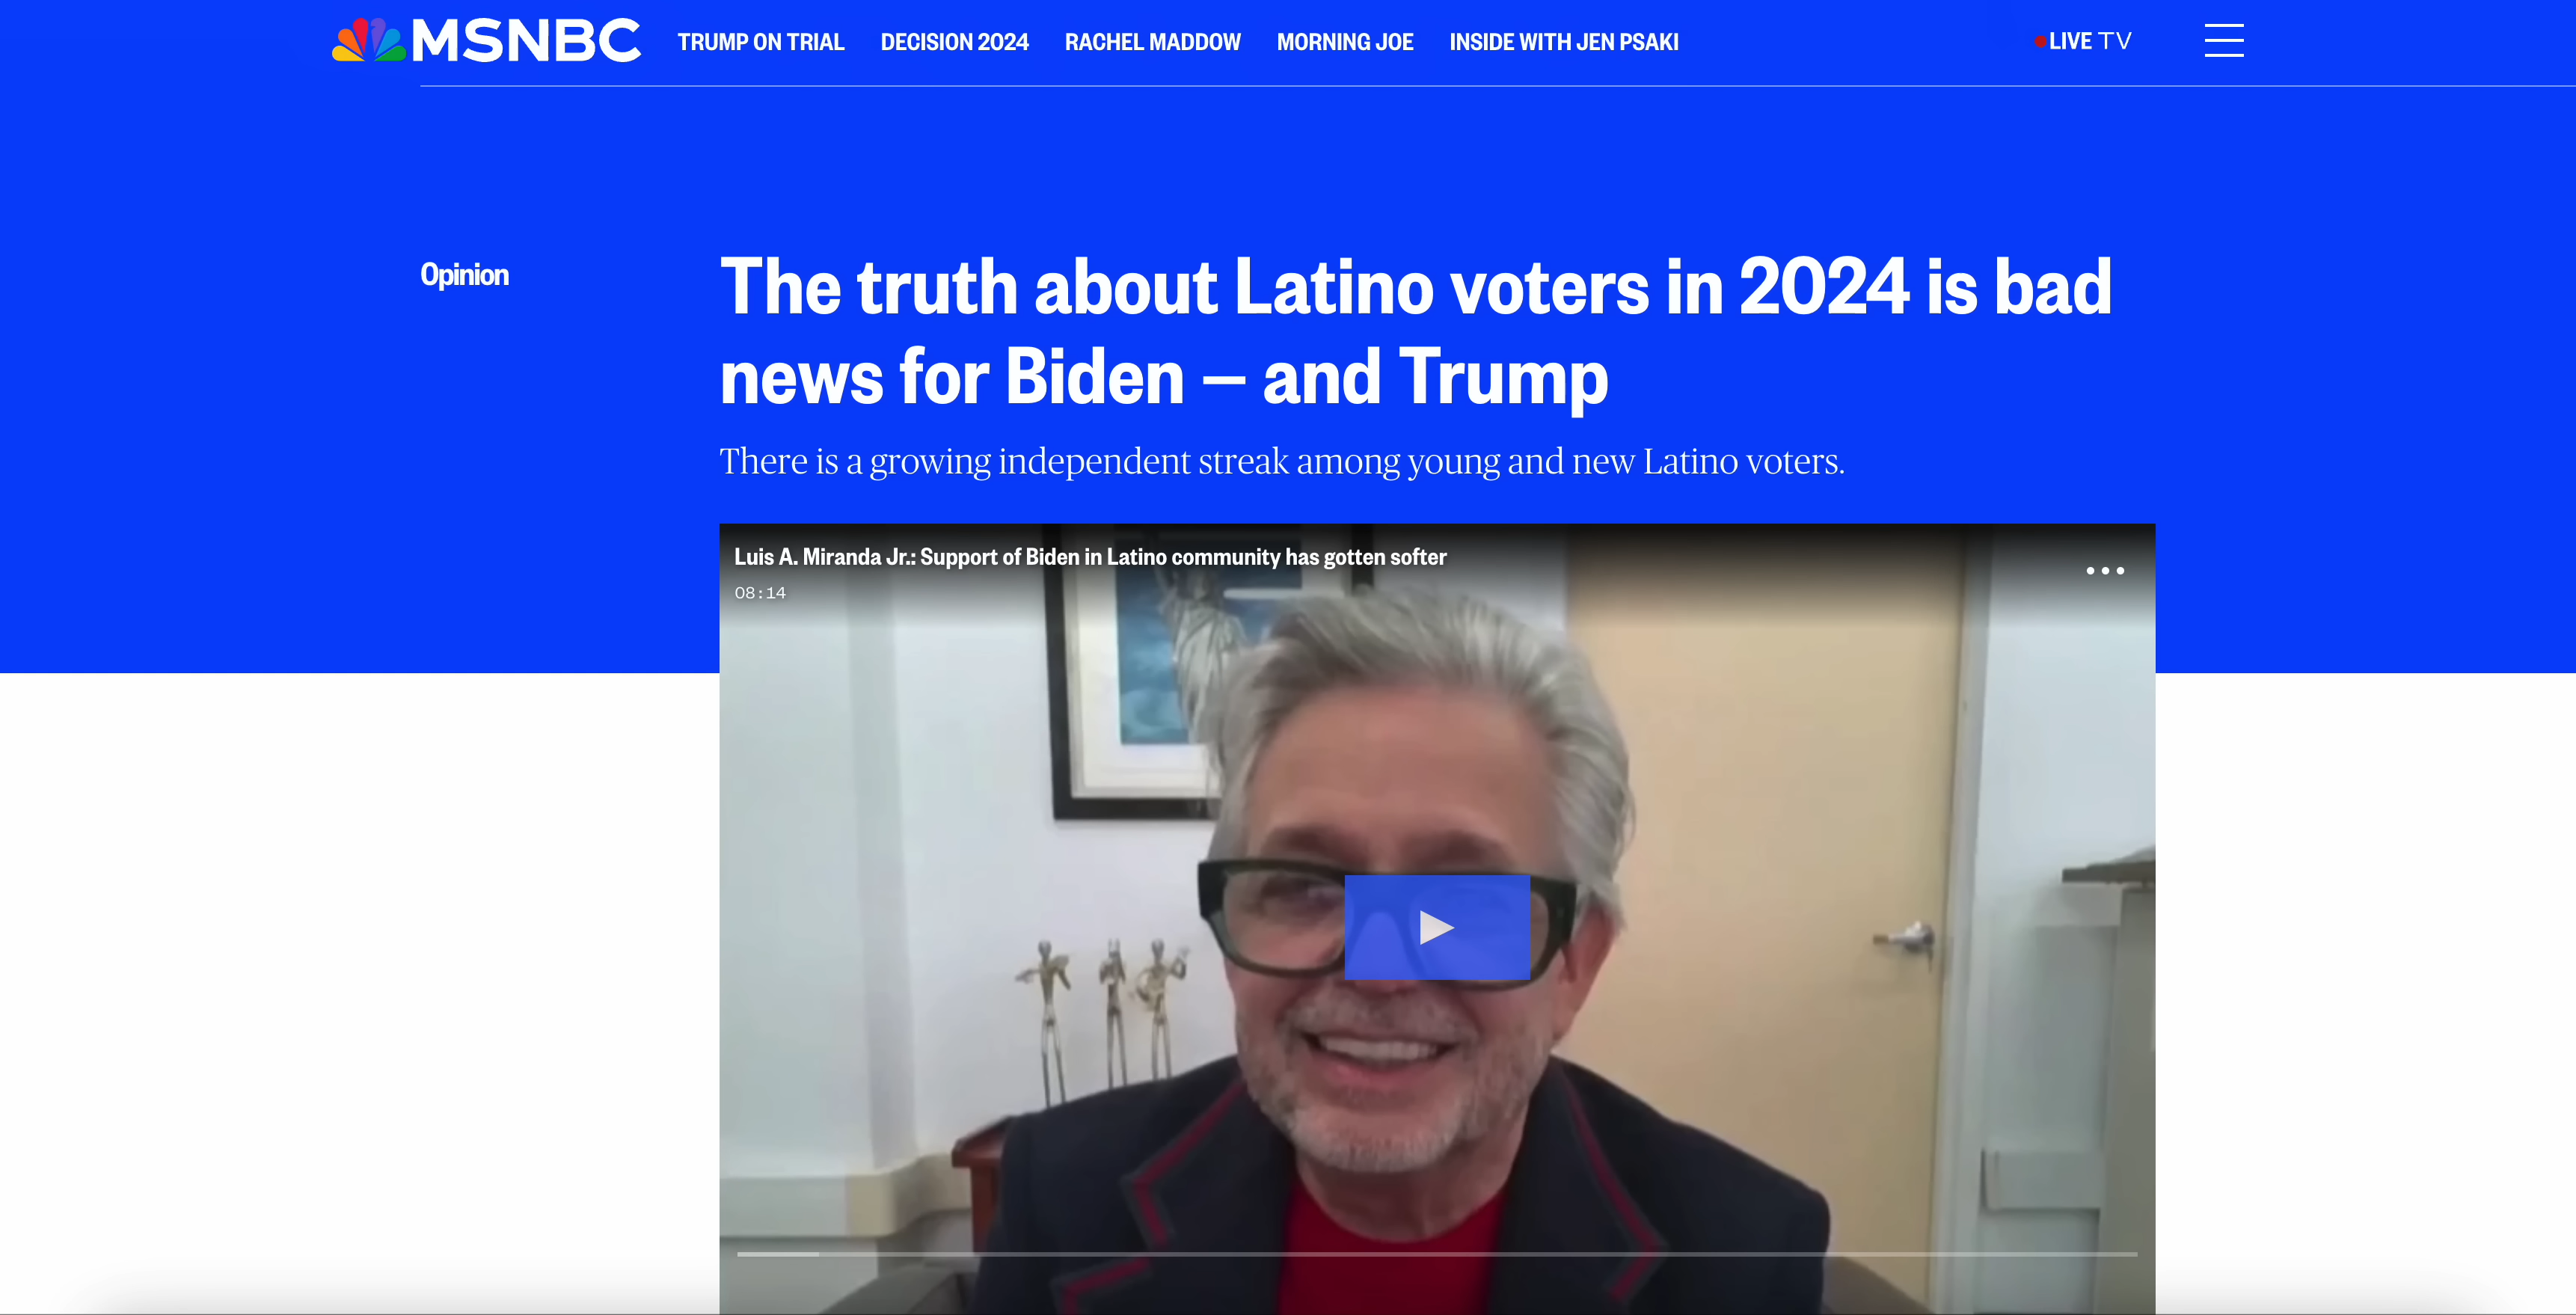 MSNBC TRUMP ON TRIAL DECISION 2024 RACHEL MADDOW MORNING JOE INSIDE WITH JEN PSAKI LIVE TV
Opinion
The truth about Latino voters in 2024 is bad
news for Biden – and Trump
There is a growing independent streak among young and new Latino voters.
Luis A. Miranda Jr.: Support of Biden in Latino community has gotten softer
08:14